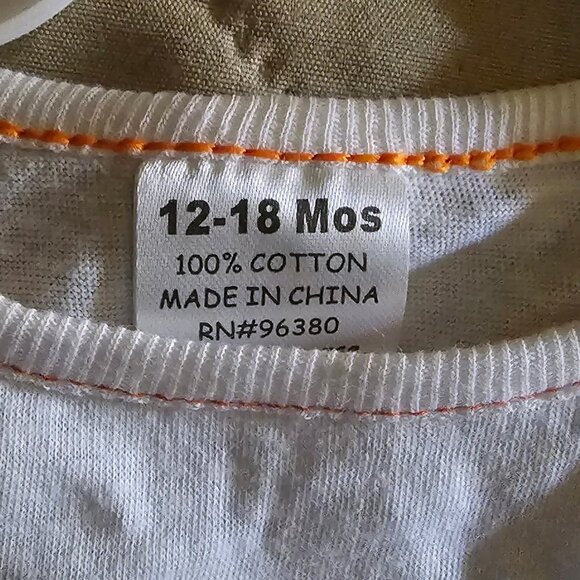 12-18 Mos
100% COTTON
MADE IN CHINA
RN#96380